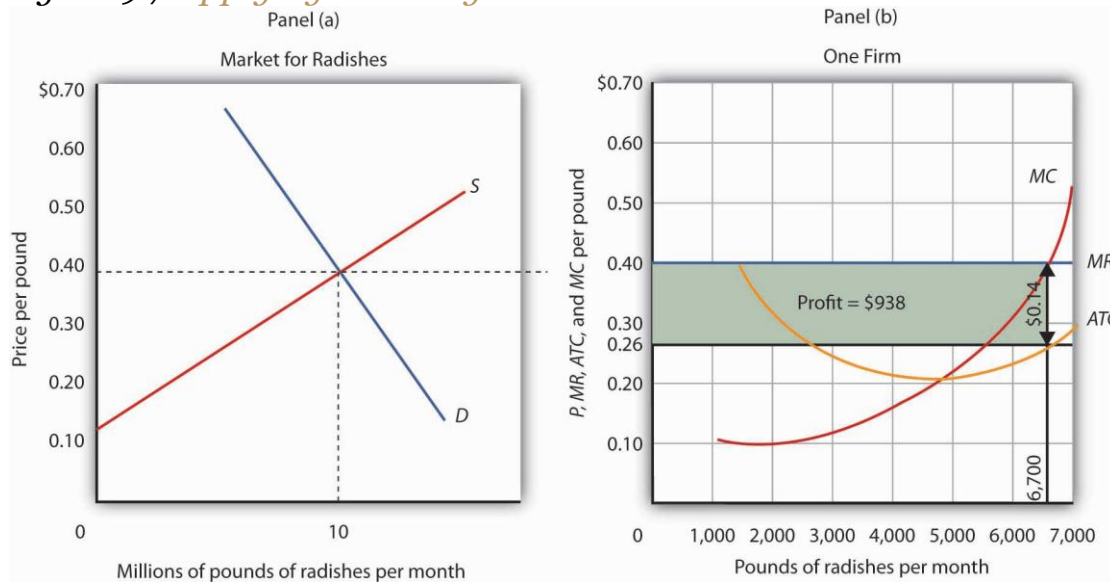 Panel (a)
Market for Radishes
$0.70
0.60
0.50
0.40
0.30
0.20
0.10
0
10
Price per pound
S
D
Millions of pounds of radishes per month
Panel (b)
One Firm
$0.70
0.60
0.50
0.40
0.30
0.26
0.20
0.10
0
1,000 2,000 3,000 4,000 5,000 6,000 7,000
P, MR, ATC, and MC per pound
MC
MR
ATC
Profit = $938
$0.14
6,700
Pounds of radishes per month